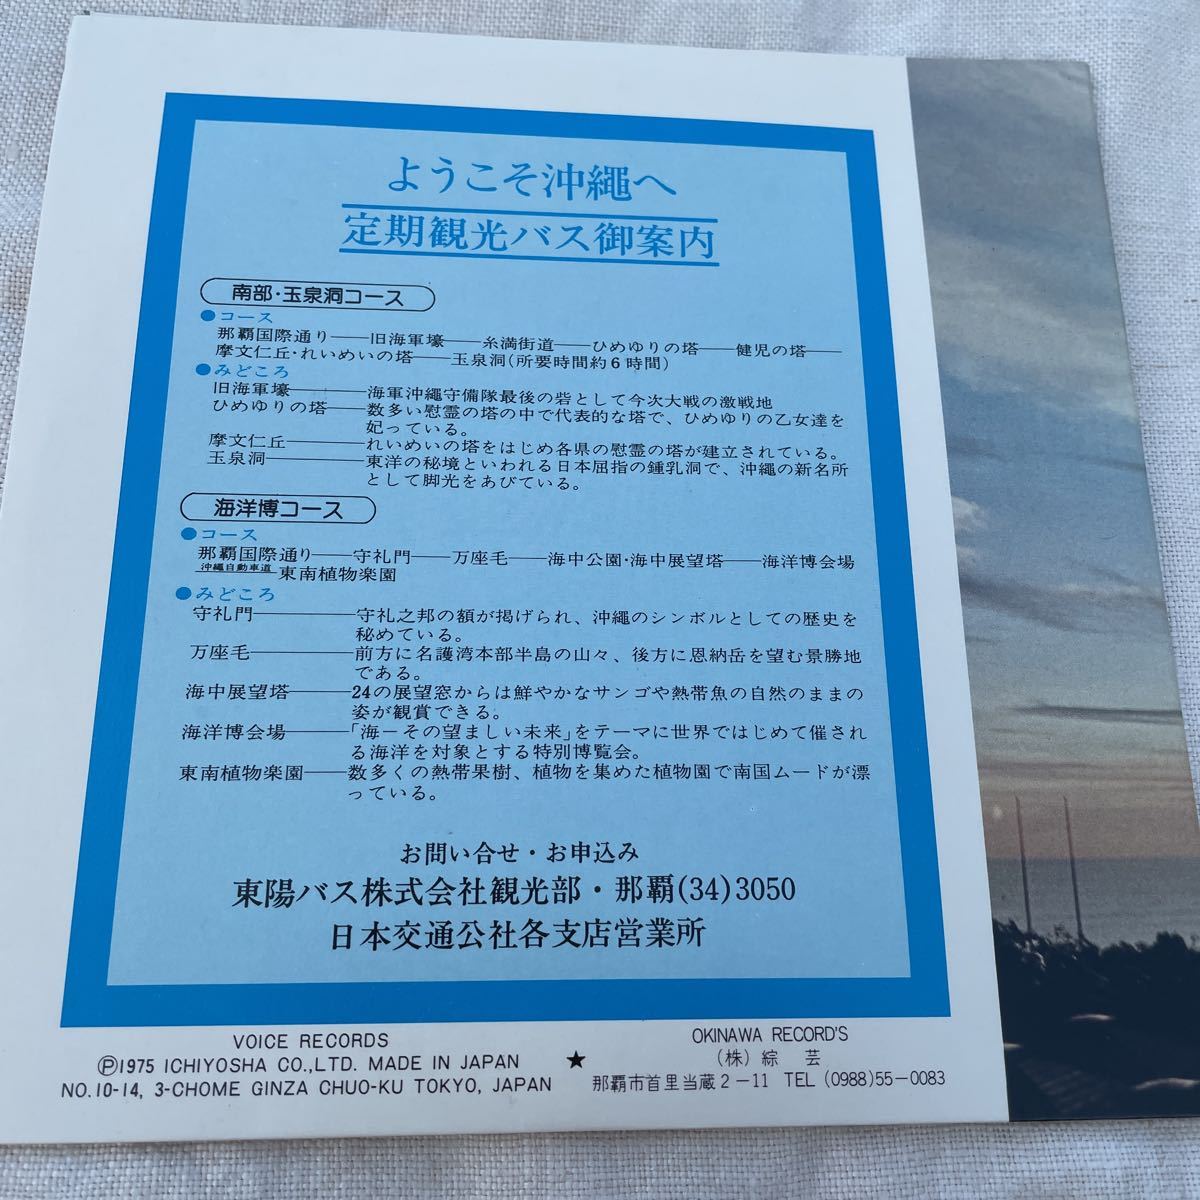 ようこそ沖繩へ
定期観光バス御案内
南部・玉泉洞コース
●コース
那覇国際通り――旧海軍壕――糸満街道――ひめゆりの塔――健児の塔――
摩文仁丘・れいめいの塔――玉泉洞(所要時間約6時間)
●みどころ
旧海軍壕――――海軍沖繩守備隊最後の砦として今次大戦の激戦地
ひめゆりの塔――数多い慰霊の塔の中で代表的な塔で、ひめゆりの乙女達を
妃っている。
摩文仁丘――――れいめいの塔をはじめ各県の慰霊の塔が建立されている。
玉泉洞―――――東洋の秘境といわれる日本屈指の鍾乳洞で、沖繩の新名所
として脚光をあびている。
海洋博コース
●コース
那覇国際通り――守礼門――万座毛――海中公園・海中展望塔――海洋博会場
沖繩自動車道 東南植物楽園
●みどころ
守礼門―――――守礼之邦の額が掲げられ、沖繩のシンボルとしての歴史を
秘めている。
万座毛―――――前方に名護湾本部半島の山々、後方に恩納岳を望む景勝地
である。
海中展望塔―――24の展望窓からは鮮やかなサンゴや熱帯魚の自然のままの
姿が観賞できる。
海洋博会場―――「海－その望ましい未来」をテーマに世界ではじめて催され
る海洋を対象とする特別博覧会。
東南植物楽園――数多くの熱帯果樹、植物を集めた植物園で南国ムードが漂
っている。
お問い合せ・お申込み
東陽バス株式会社観光部・那覇(34)3050
日本交通公社各支店営業所
VOICE RECORDS
Ⓟ1975 ICHIYOSHA CO.,LTD. MADE IN JAPAN
NO.10-14, 3-CHOME GINZA CHUO-KU TOKYO, JAPAN
★
OKINAWA RECORD'S
(株)綜芸
那覇市首里当蔵2－11 TEL (0988)55－0083